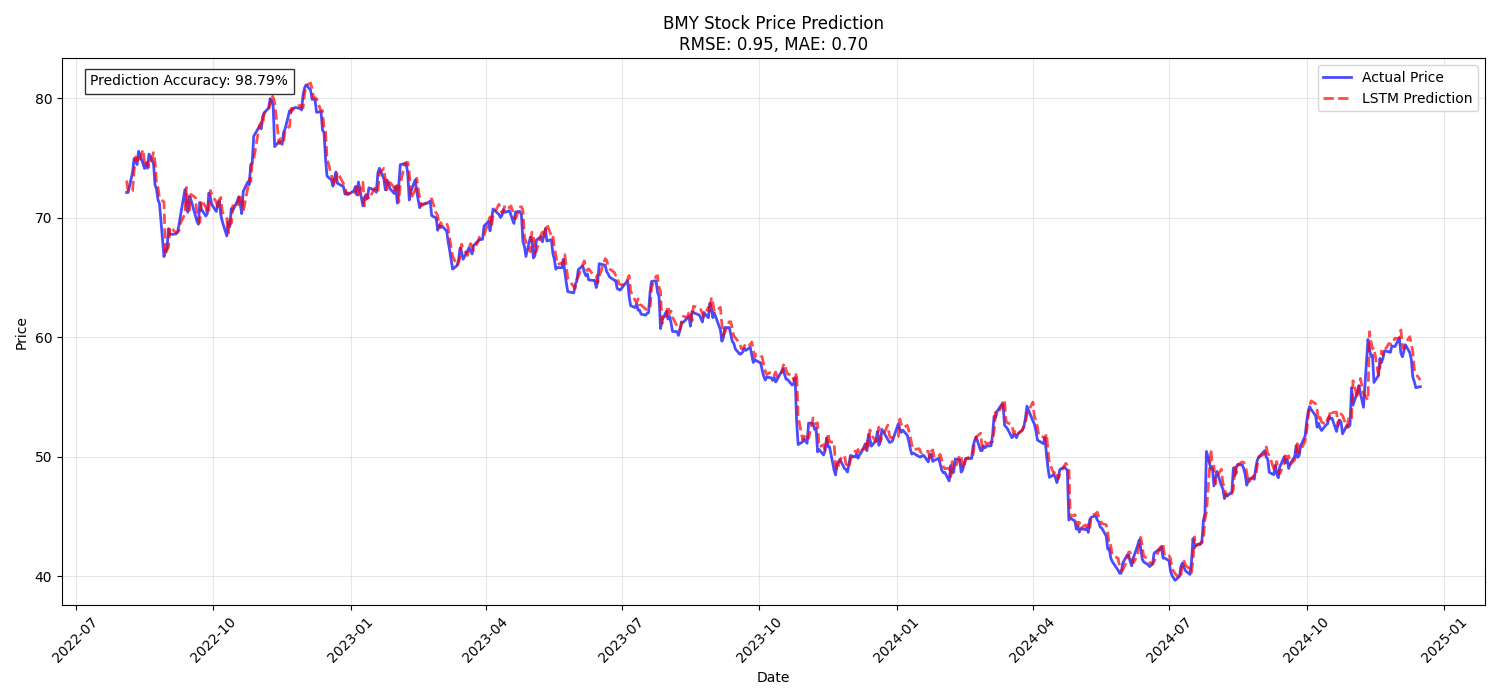 BMY Stock Price Prediction
RMSE: 0.95, MAE: 0.70
Prediction Accuracy: 98.79%
Actual Price
LSTM Prediction
Price
80
70
60
50
40
2022-07
2022-10
2023-01
2023-04
2023-07
2023-10
2024-01
2024-04
2024-07
2024-10
2025-01
Date